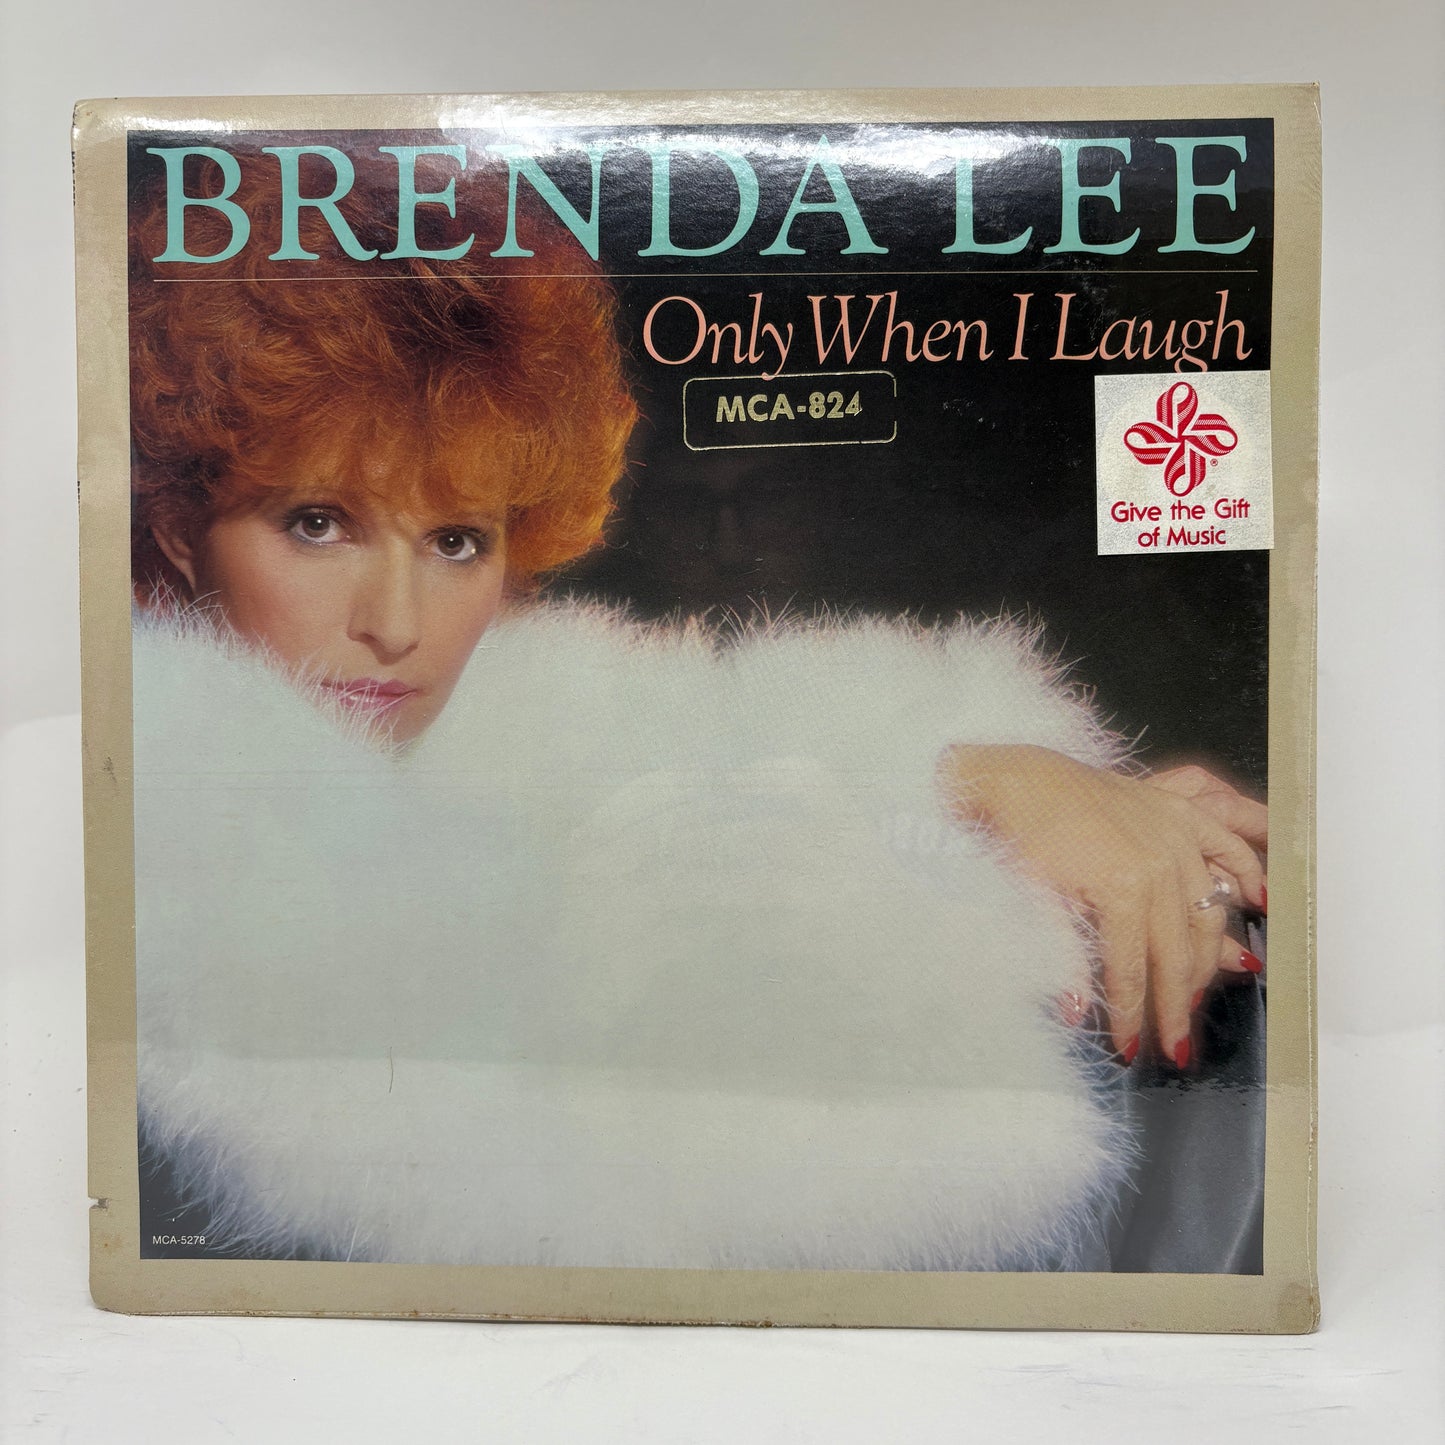 BRENDA LEE
Only When I Laugh
MCA-824
Give the Gift
of Music
MCA-5278